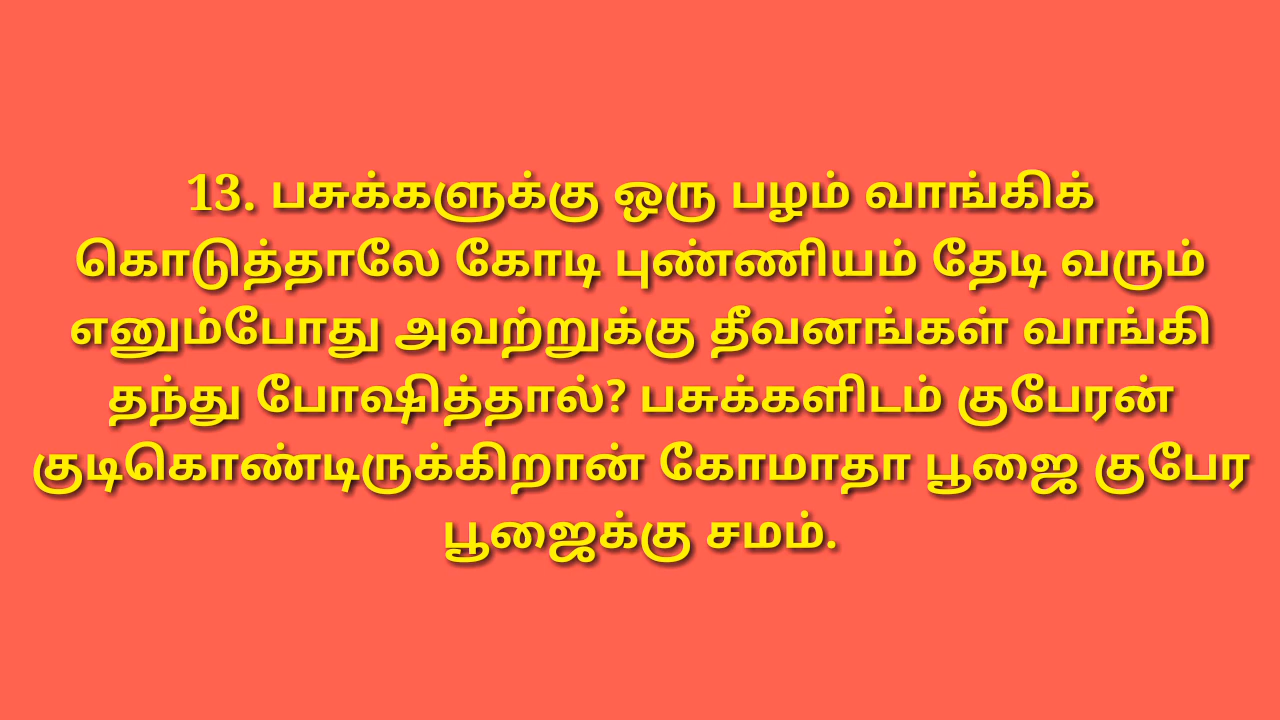 13. பசுக்களுக்கு ஒரு பழம் வாங்கிக்
கொடுத்தாலே கோடி புண்ணியம் தேடி வரும்
எனும்போது அவற்றுக்கு தீவனங்கள் வாங்கி
தந்து போஷித்தால்? பசுக்களிடம் குபேரன்
குடிகொண்டிருக்கிறான் கோமாதா பூஜை குபேர
பூஜைக்கு சமம்.